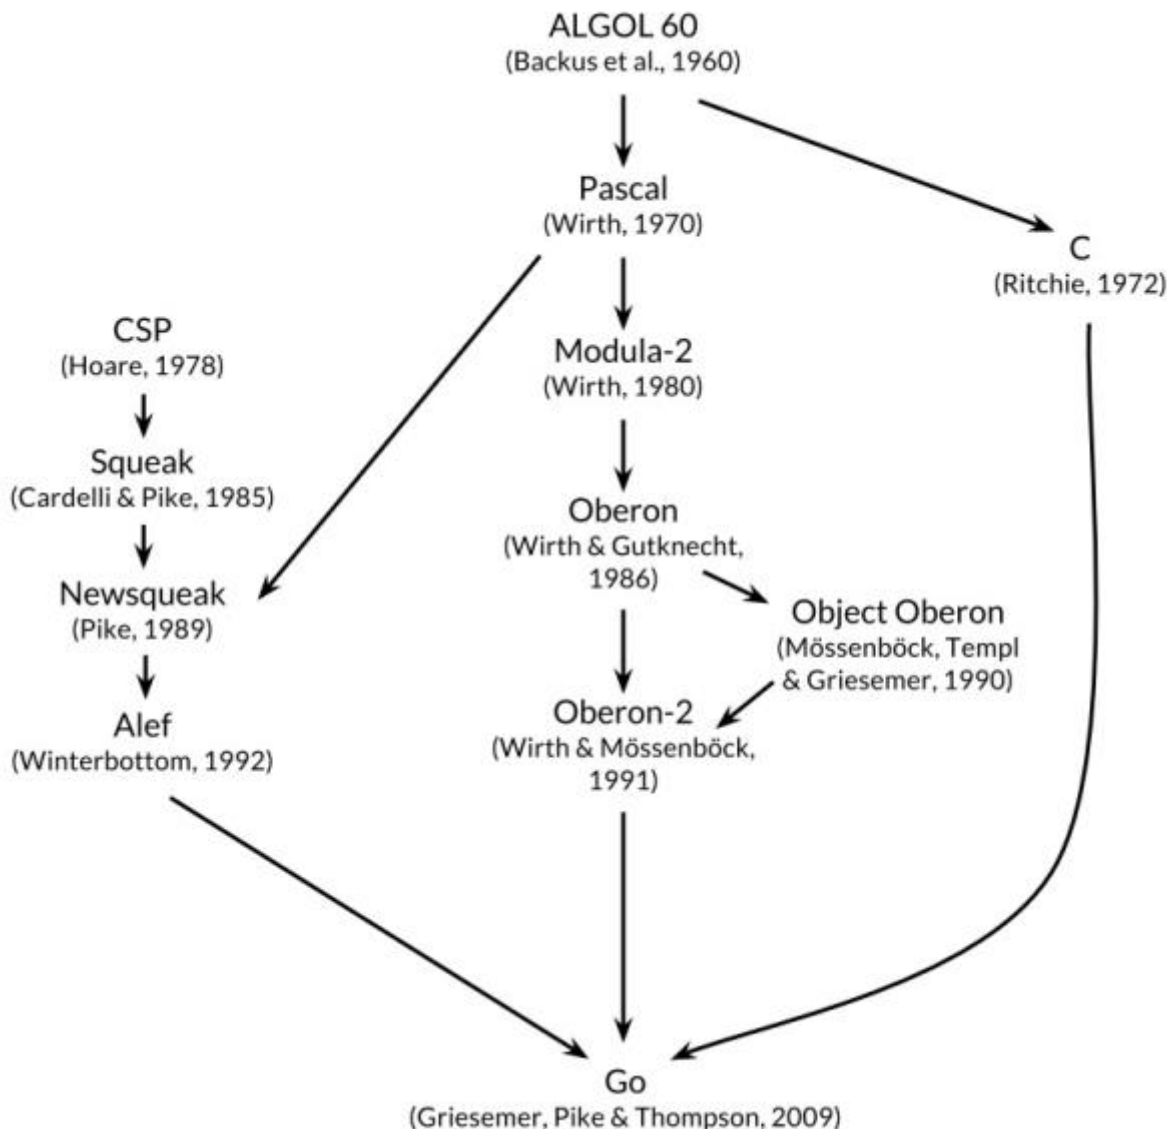 ALGOL 60
(Backus et al., 1960)
Pascal
(Wirth, 1970)
C
(Ritchie, 1972)
CSP
(Hoare, 1978)
Modula-2
(Wirth, 1980)
Squeak
(Cardelli & Pike, 1985)
Oberon
(Wirth & Gutknecht,
1986)
Newsqueak
(Pike, 1989)
Object Oberon
(Mössenböck, Templ
& Griesemer, 1990)
Oberon-2
(Wirth & Mössenböck,
1991)
Alef
(Winterbottom, 1992)
Go
(Griesemer, Pike & Thompson, 2009)